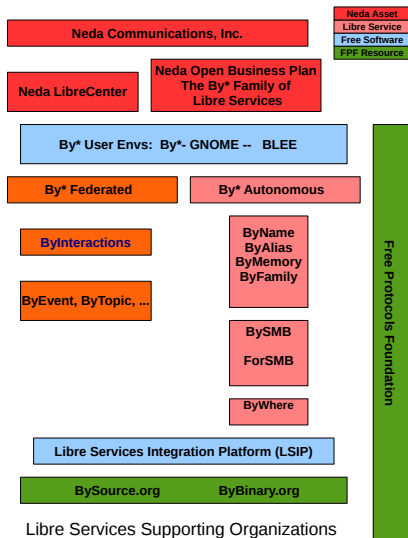 Neda Asset
Libre Service
Free Software
FPF Resource
Neda Communications, Inc.
Neda LibreCenter
Neda Open Business Plan
The By* Family of
Libre Services
By* User Envs: By*- GNOME -- BLEE
By* Federated
By* Autonomous
ByInteractions
ByName
ByAlias
ByMemory
ByFamily
ByEvent, ByTopic, ...
BySMB
ForSMB
ByWhere
Libre Services Integration Platform (LSIP)
BySource.org ByBinary.org
Free Protocols Foundation
Libre Services Supporting Organizations